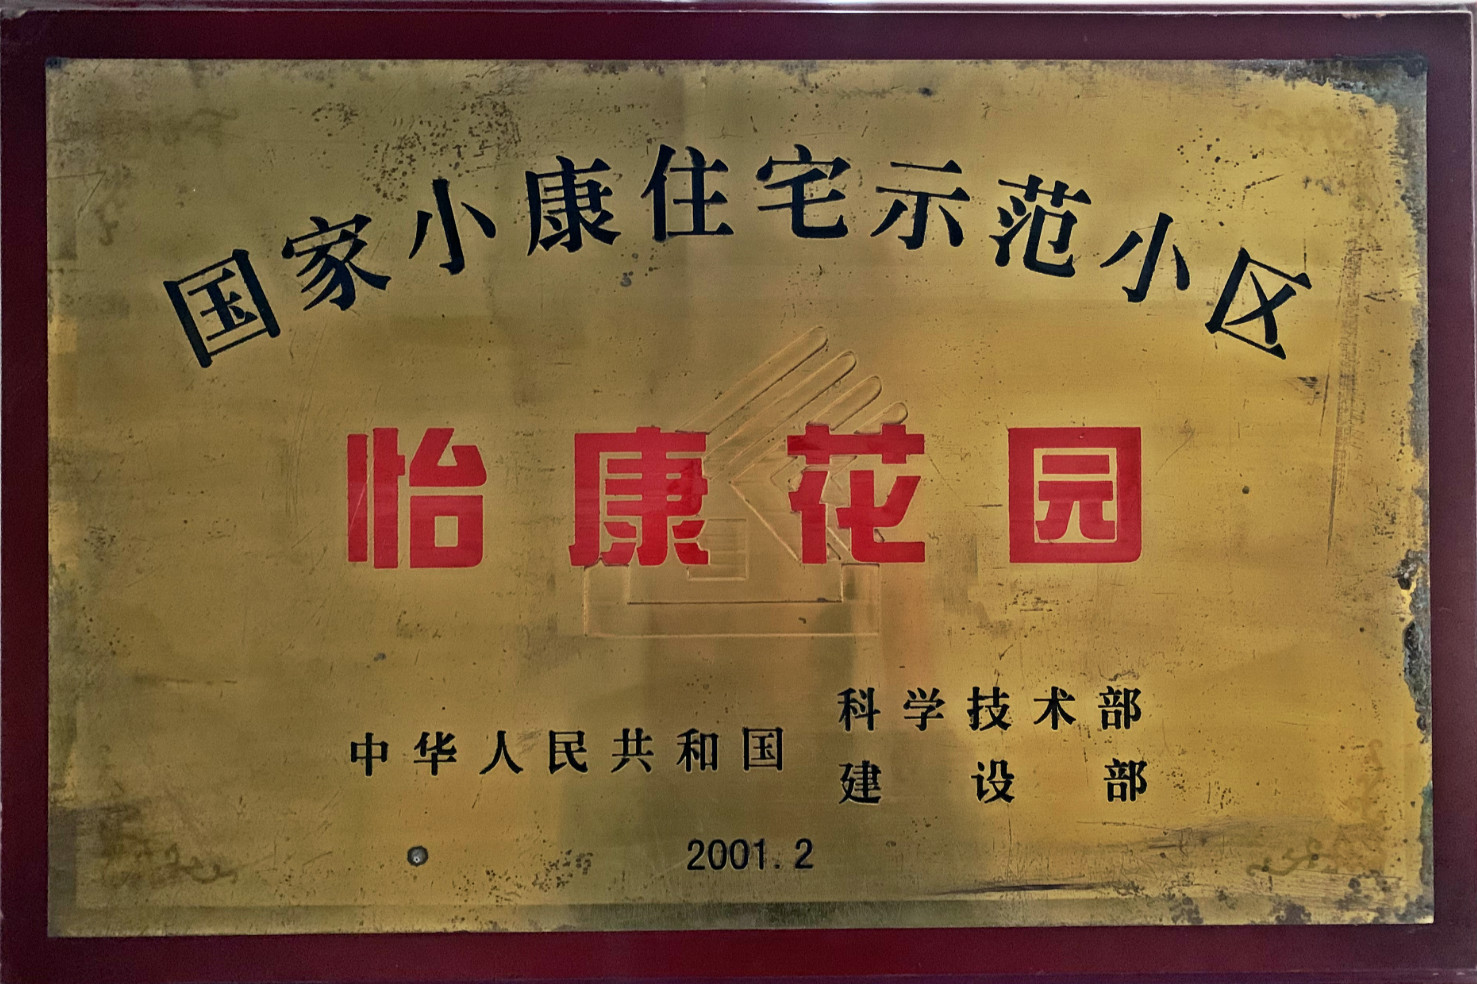 国家小康住宅示范小区
怡康花园
中华人民共和国
科学技术部
建设部
2001.2